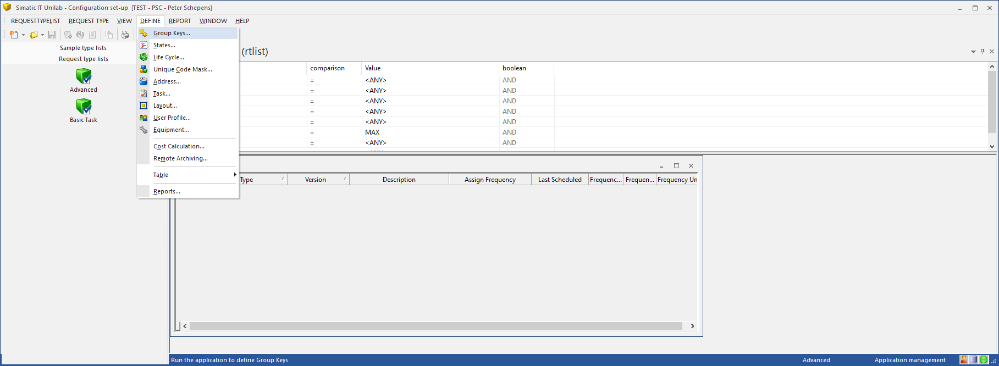 Simatic IT Unilab - Configuration set-up [TEST - PSC - Peter Schepens]
REQUESTTYPELIST REQUEST TYPE VIEW DEFINE REPORT WINDOW HELP
Sample type lists
Request type lists
Advanced
Basic Task
Group Keys...
States...
Life Cycle...
Unique Code Mask...
Address...
Task...
Layout...
User Profile...
Equipment...
Cost Calculation...
Remote Archiving...
Table
Reports...
(rtlist)
comparison Value boolean
= <ANY> AND
= <ANY> AND
= <ANY> AND
= <ANY> AND
= <ANY> AND
= MAX AND
= <ANY> AND
Type Version Description Assign Frequency Last Scheduled Frequenc... Frequen... Frequency Un
Run the application to define Group Keys Advanced Application management